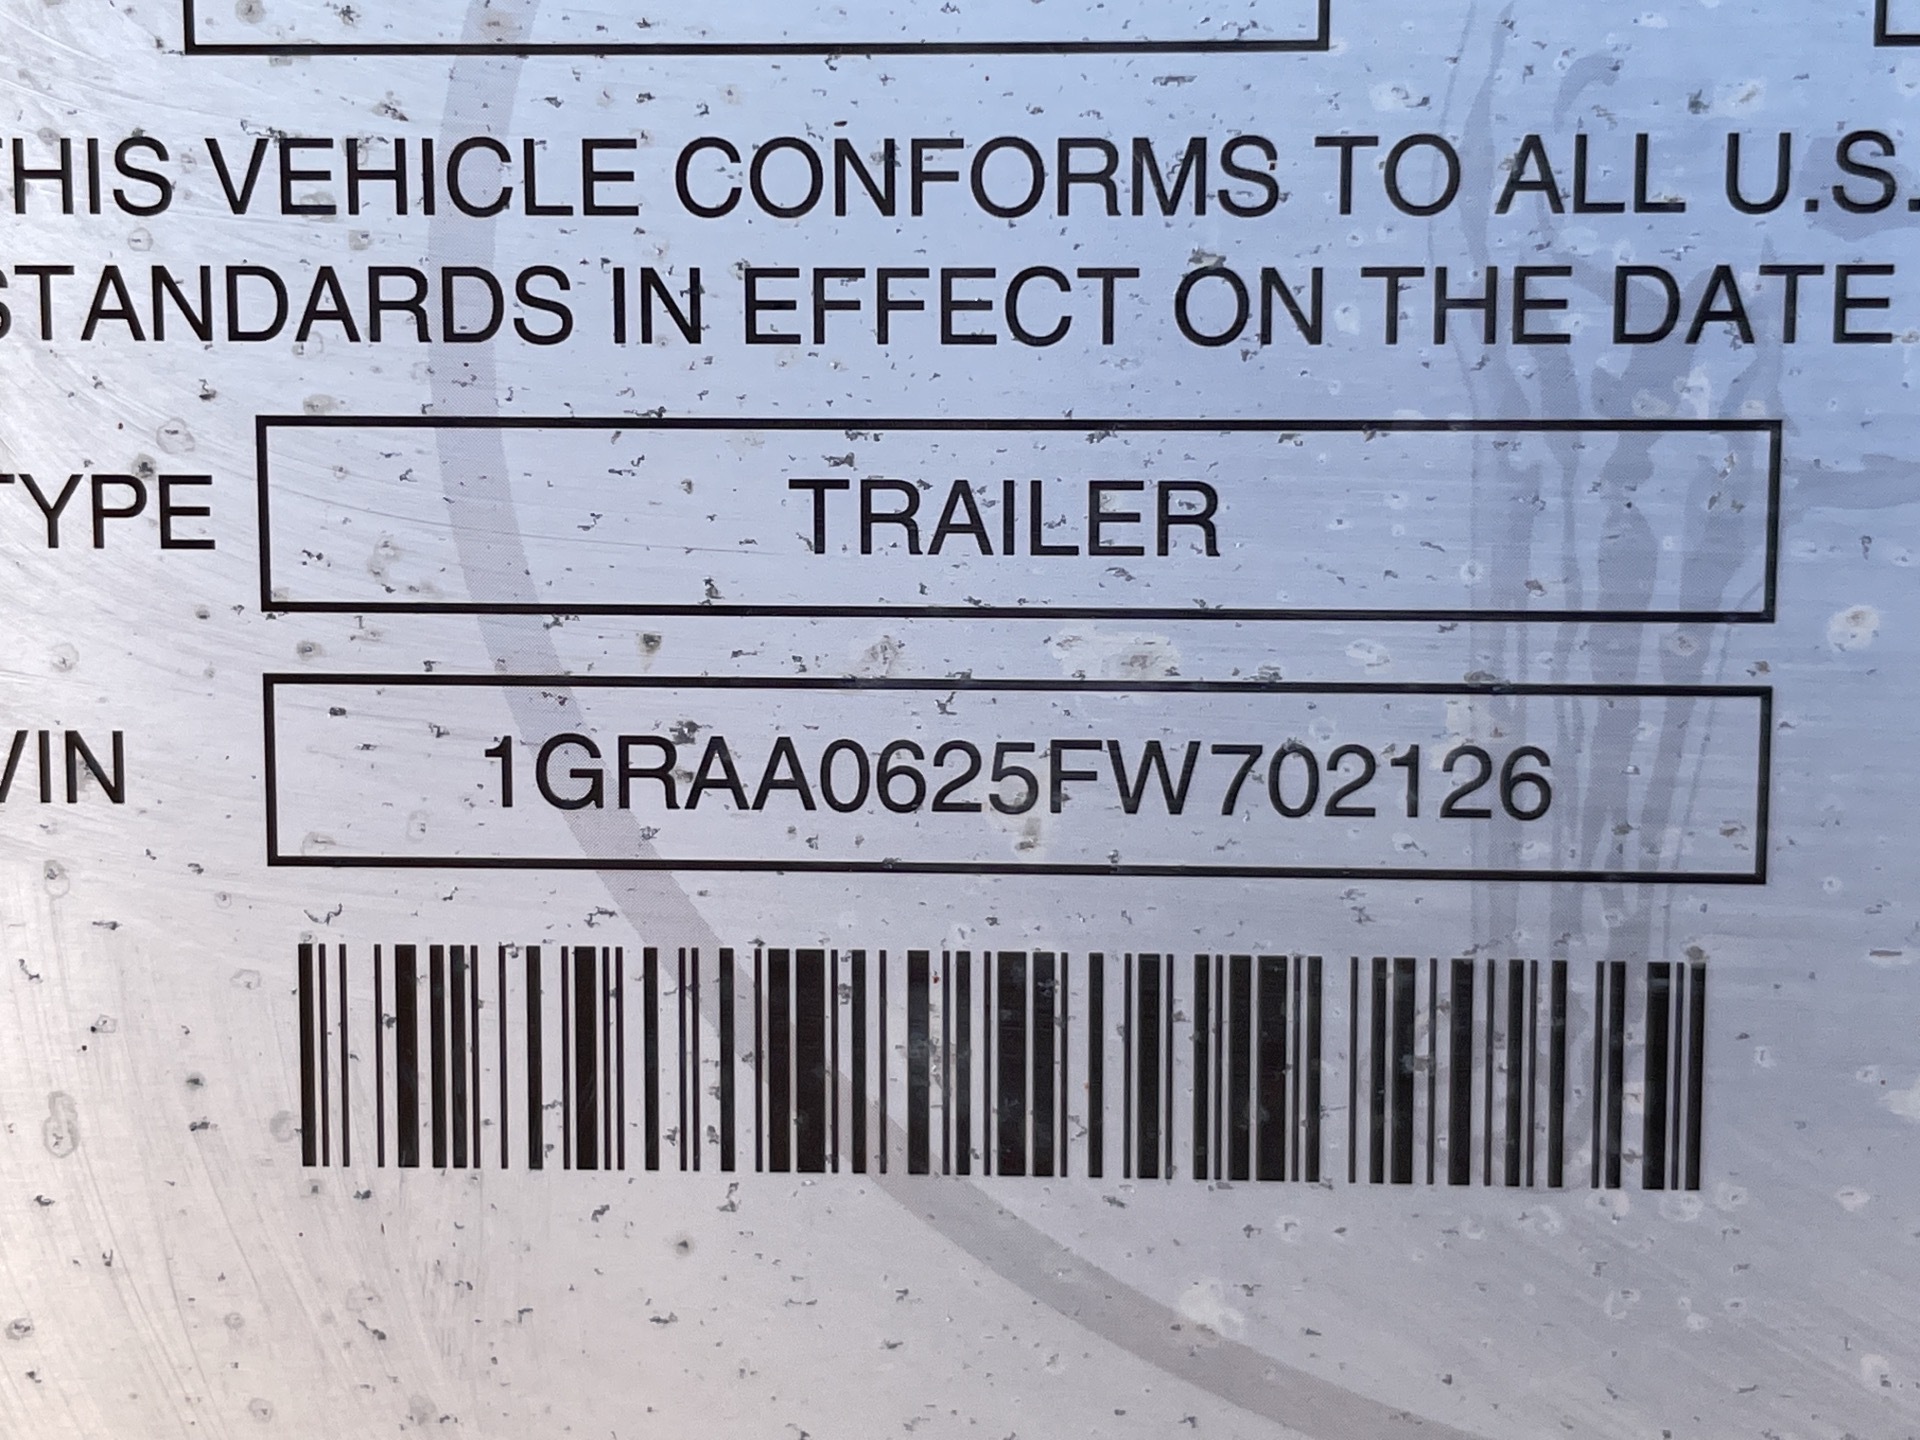 THIS VEHICLE CONFORMS TO ALL U.S.
STANDARDS IN EFFECT ON THE DATE
TYPE TRAILER
VIN 1GRAA0625FW702126